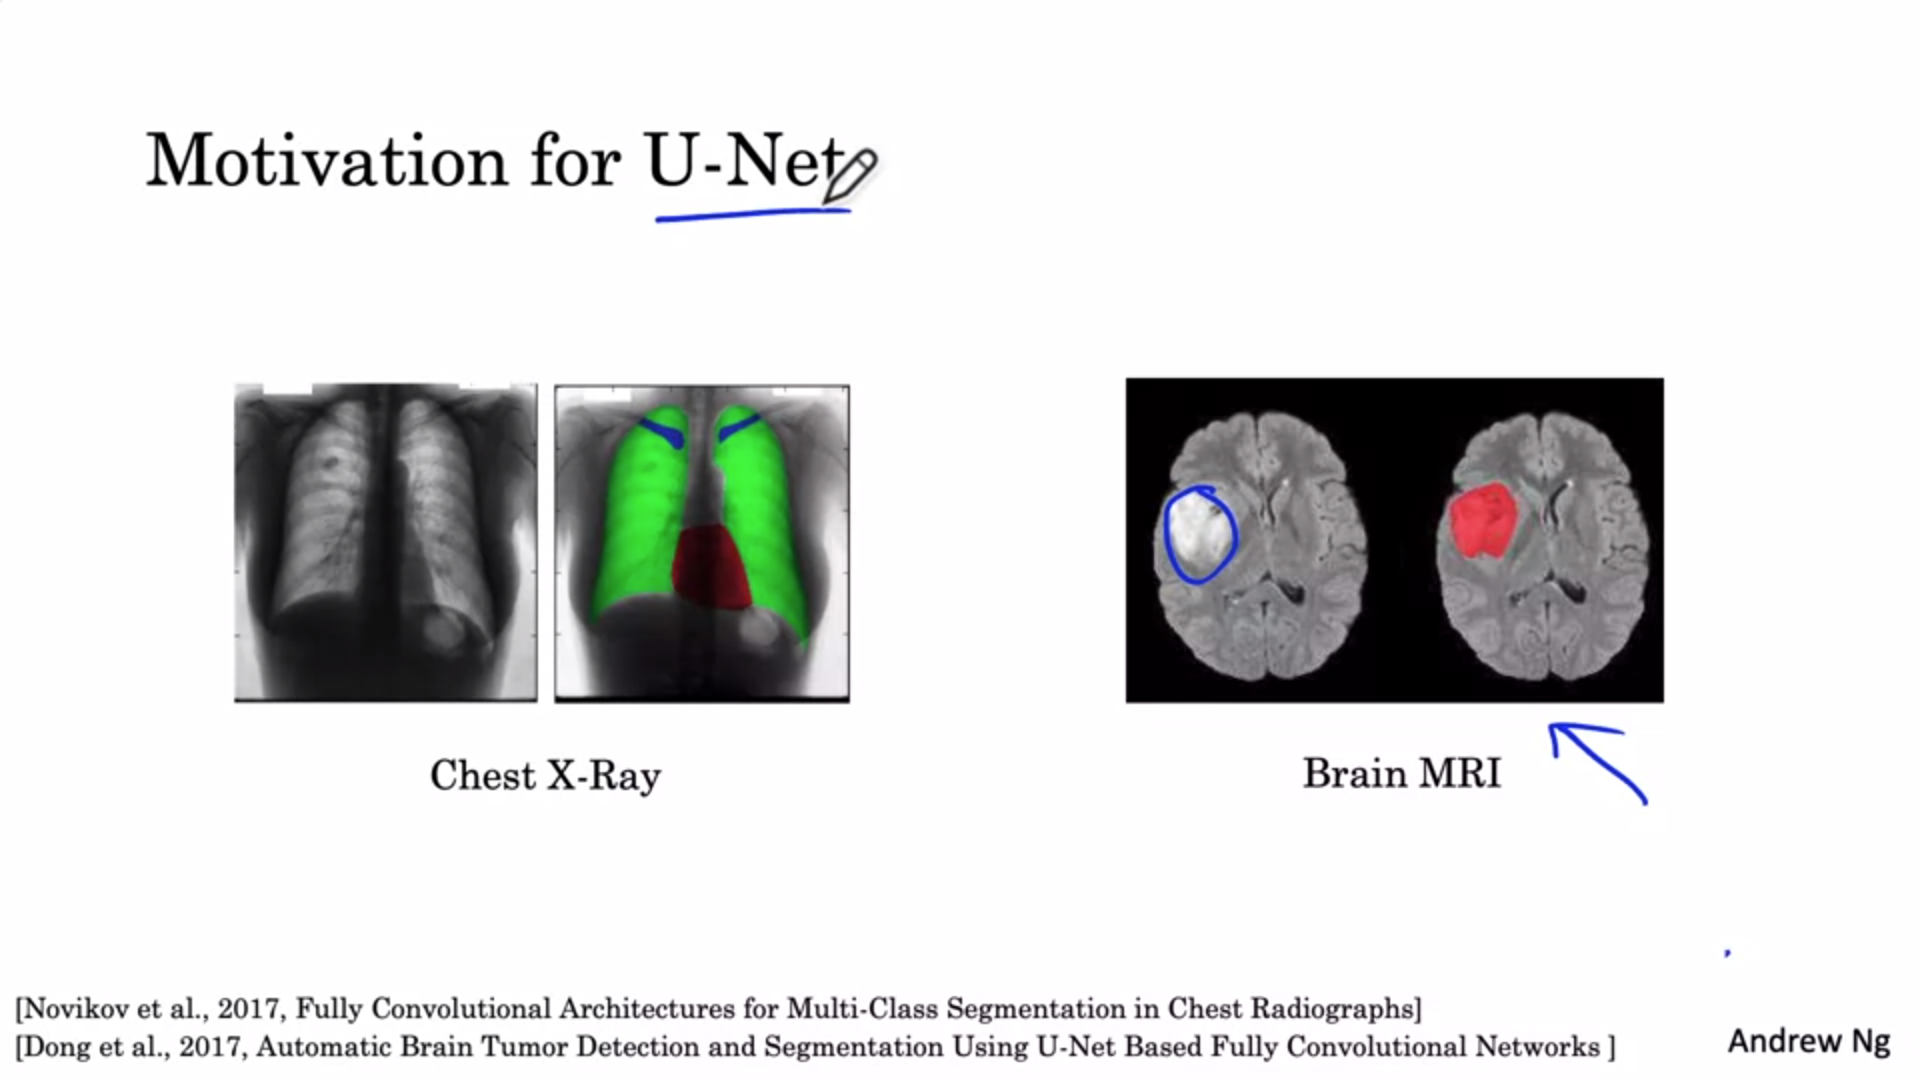 Motivation for U-Net
Chest X-Ray
Brain MRI
[Novikov et al., 2017, Fully Convolutional Architectures for Multi-Class Segmentation in Chest Radiographs]
[Dong et al., 2017, Automatic Brain Tumor Detection and Segmentation Using U-Net Based Fully Convolutional Networks ]
Andrew Ng